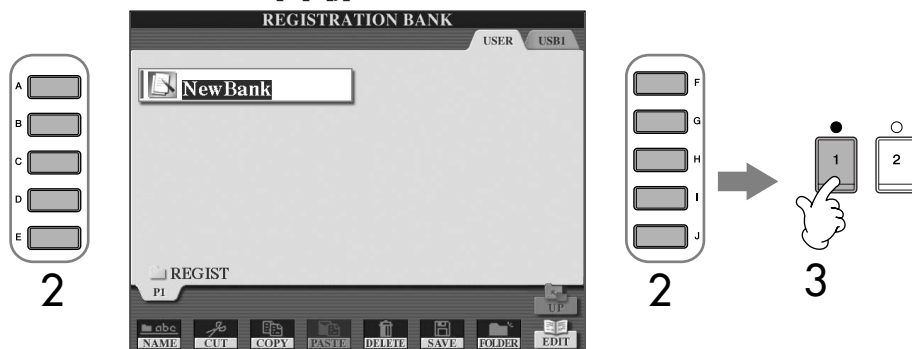 REGISTRATION BANK
USER USB1
NewBank
REGIST
P1
UP
abc
NAME CUT COPY PASTE DELETE SAVE FOLDER EDIT
A
B
C
D
E
2
F
G
H
I
J
2
1 2
3